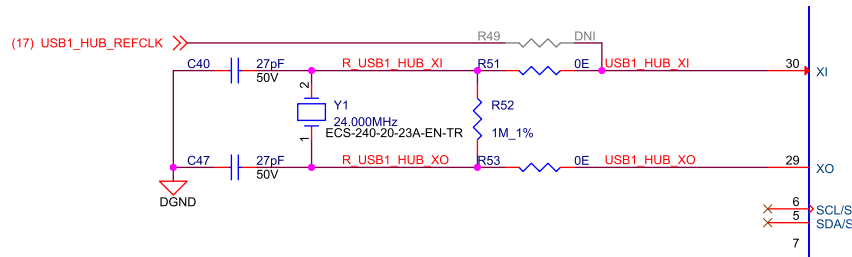 R49 DNI
(17) USB1_HUB_REFCLK
C40 27pF R_USB1_HUB_XI R51 0E USB1_HUB_XI 30
50V XI
2 Y1 R52
24.000MHz
ECS-240-20-23A-EN-TR 1M_1%
1
C47 27pF R_USB1_HUB_XO R53 0E USB1_HUB_XO 29
50V XO
DGND
6 SCL/S
5 SDA/S
7